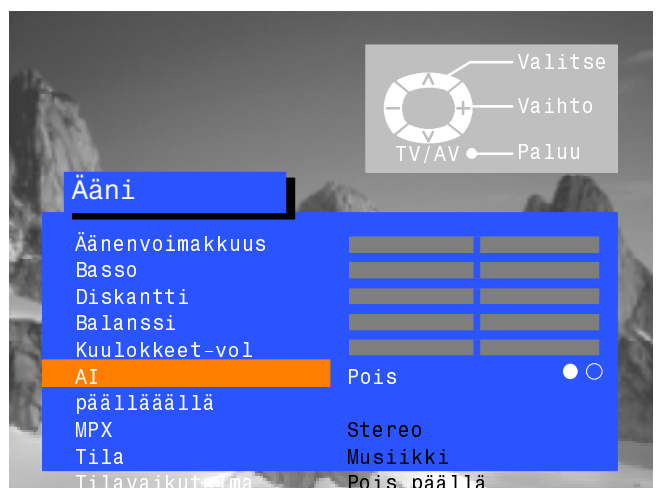 Valitse
Vaihto
TV/AV Paluu
Ääni
Äänenvoimakkuus
Basso
Diskantti
Balanssi
Kuulokkeet-vol
AI Pois
päällääällä
MPX Stereo
Tila Musiikki
Tilavaikutelma Pois päällä